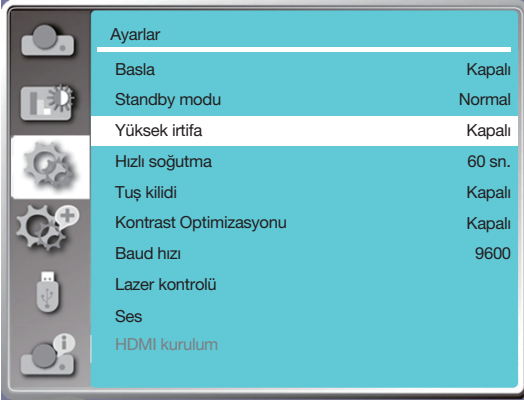 Ayarlar
Basla Kapalı
Standby modu Normal
Yüksek irtifa Kapalı
Hızlı soğutma 60 sn.
Tuş kilidi Kapalı
Kontrast Optimizasyonu Kapalı
Baud hızı 9600
Lazer kontrolü
Ses
HDMI kurulum